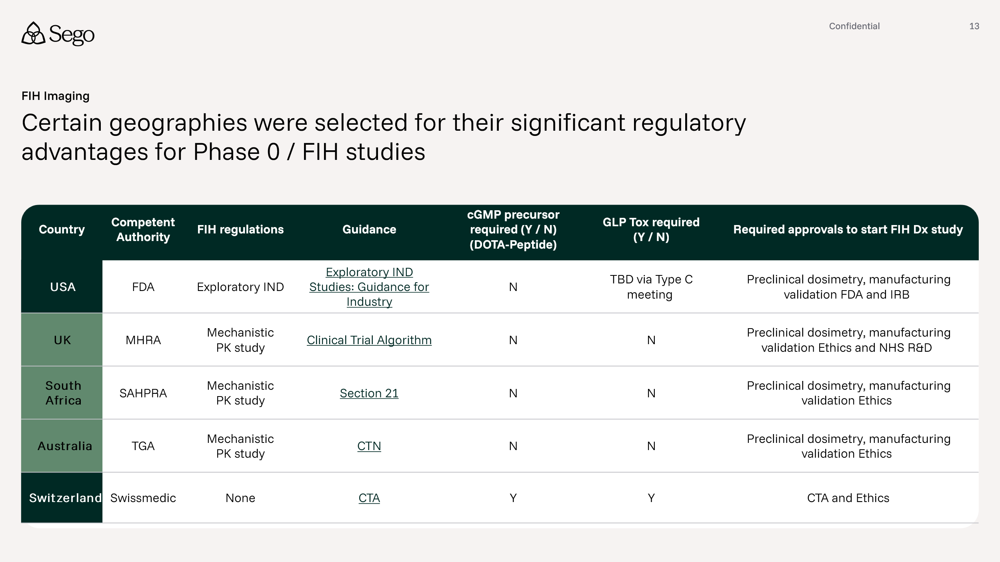 Sego
Confidential
13
FIH Imaging
Certain geographies were selected for their significant regulatory
advantages for Phase 0 / FIH studies
Country
Competent
Authority
FIH regulations
Guidance
cGMP precursor
required (Y / N)
(DOTA-Peptide)
GLP Tox required
(Y / N)
Required approvals to start FIH Dx study
USA
FDA
Exploratory IND
Exploratory IND
Studies: Guidance for
Industry
N
TBD via Type C
meeting
Preclinical dosimetry, manufacturing
validation FDA and IRB
UK
MHRA
Mechanistic
PK study
Clinical Trial Algorithm
N
N
Preclinical dosimetry, manufacturing
validation Ethics and NHS R&D
South
Africa
SAHPRA
Mechanistic
PK study
Section 21
N
N
Preclinical dosimetry, manufacturing
validation Ethics
Australia
TGA
Mechanistic
PK study
CTN
N
N
Preclinical dosimetry, manufacturing
validation Ethics
Switzerland
Swissmedic
None
CTA
Y
Y
CTA and Ethics